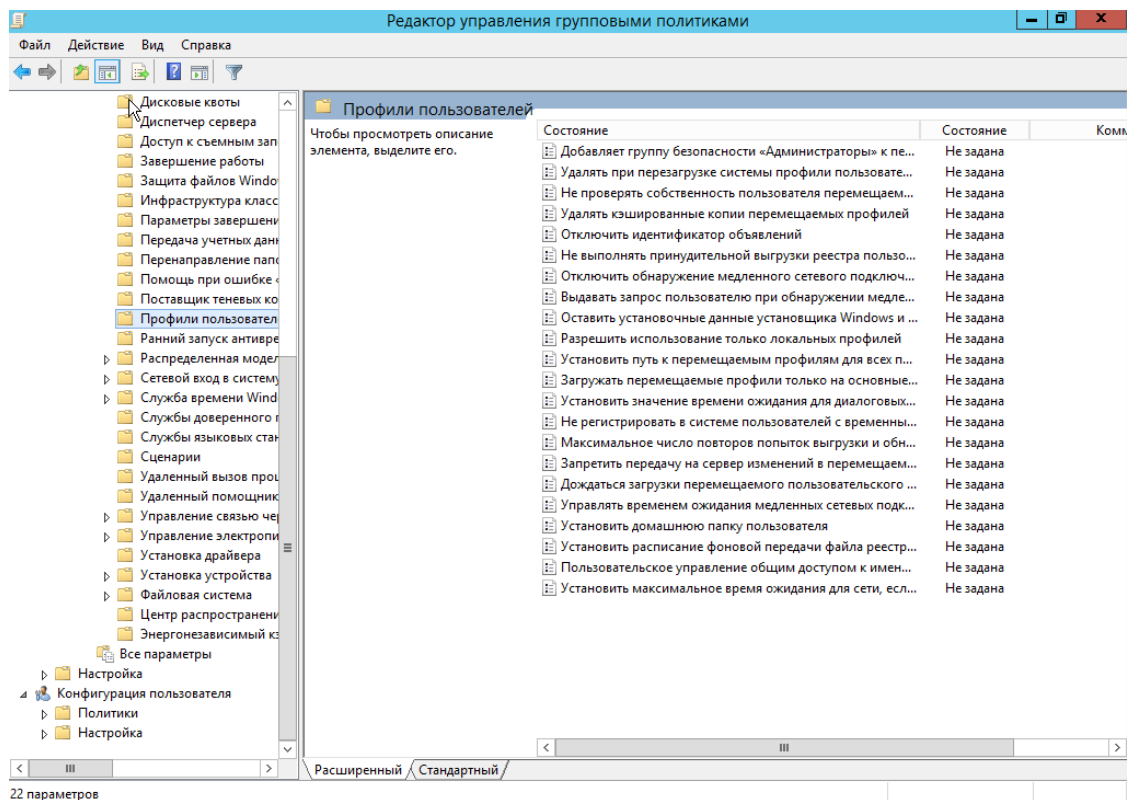 Редактор управления групповыми политиками
Файл Действие Вид Справка
Дисковые квоты
Диспетчер сервера
Доступ к съемным зап
Завершение работы
Защита файлов Windo
Инфраструктура класс
Параметры завершени
Передача учетных дан
Перенаправление папо
Помощь при ошибке
Поставщик теневых ко
Профили пользовател
Ранний запуск антивре
Распределенная модел
Сетевой вход в систему
Служба времени Wind
Службы доверенного
Службы языковых стан
Сценарии
Удаленный вызов проц
Удаленный помощник
Управление связью чер
Управление электропи
Установка драйвера
Установка устройства
Файловая система
Центр распространени
Энергонезависимый кэ
Все параметры
Настройка
Конфигурация пользователя
Политики
Настройка
Профили пользователей
Чтобы просмотреть описание
элемента, выделите его.
Состояние Состояние Комм
Добавляет группу безопасности «Администраторы» к пе... Не задана
Удалять при перезагрузке системы профили пользовате... Не задана
Не проверять собственность пользователя перемещаем... Не задана
Удалять кэшированные копии перемещаемых профилей Не задана
Отключить идентификатор объявлений Не задана
Не выполнять принудительной выгрузки реестра пользо... Не задана
Отключить обнаружение медленного сетевого подключ... Не задана
Выдавать запрос пользователю при обнаружении медле... Не задана
Оставить установочные данные установщика Windows и ... Не задана
Разрешить использование только локальных профилей Не задана
Установить путь к перемещаемым профилям для всех п... Не задана
Загружать перемещаемые профили только на основные... Не задана
Установить значение времени ожидания для диалоговых... Не задана
Не регистрировать в системе пользователей с временны... Не задана
Максимальное число повторов попыток выгрузки и обн... Не задана
Запретить передачу на сервер изменений в перемещаем... Не задана
Дождаться загрузки перемещаемого пользовательского ... Не задана
Управлять временем ожидания медленных сетевых подк... Не задана
Установить домашнюю папку пользователя Не задана
Установить расписание фоновой передачи файла реестр... Не задана
Пользовательское управление общим доступом к имен... Не задана
Установить максимальное время ожидания для сети, есл... Не задана
Расширенный Стандартный
22 параметров